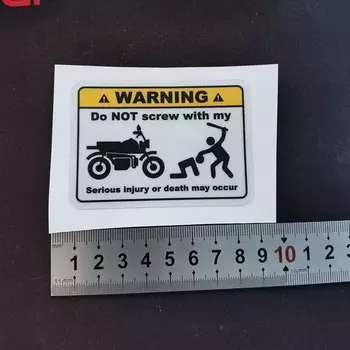 WARNING
Do NOT screw with my
Serious injury or death may occur
1 2 3 4 5 6 7 8 9 10 1 2 3